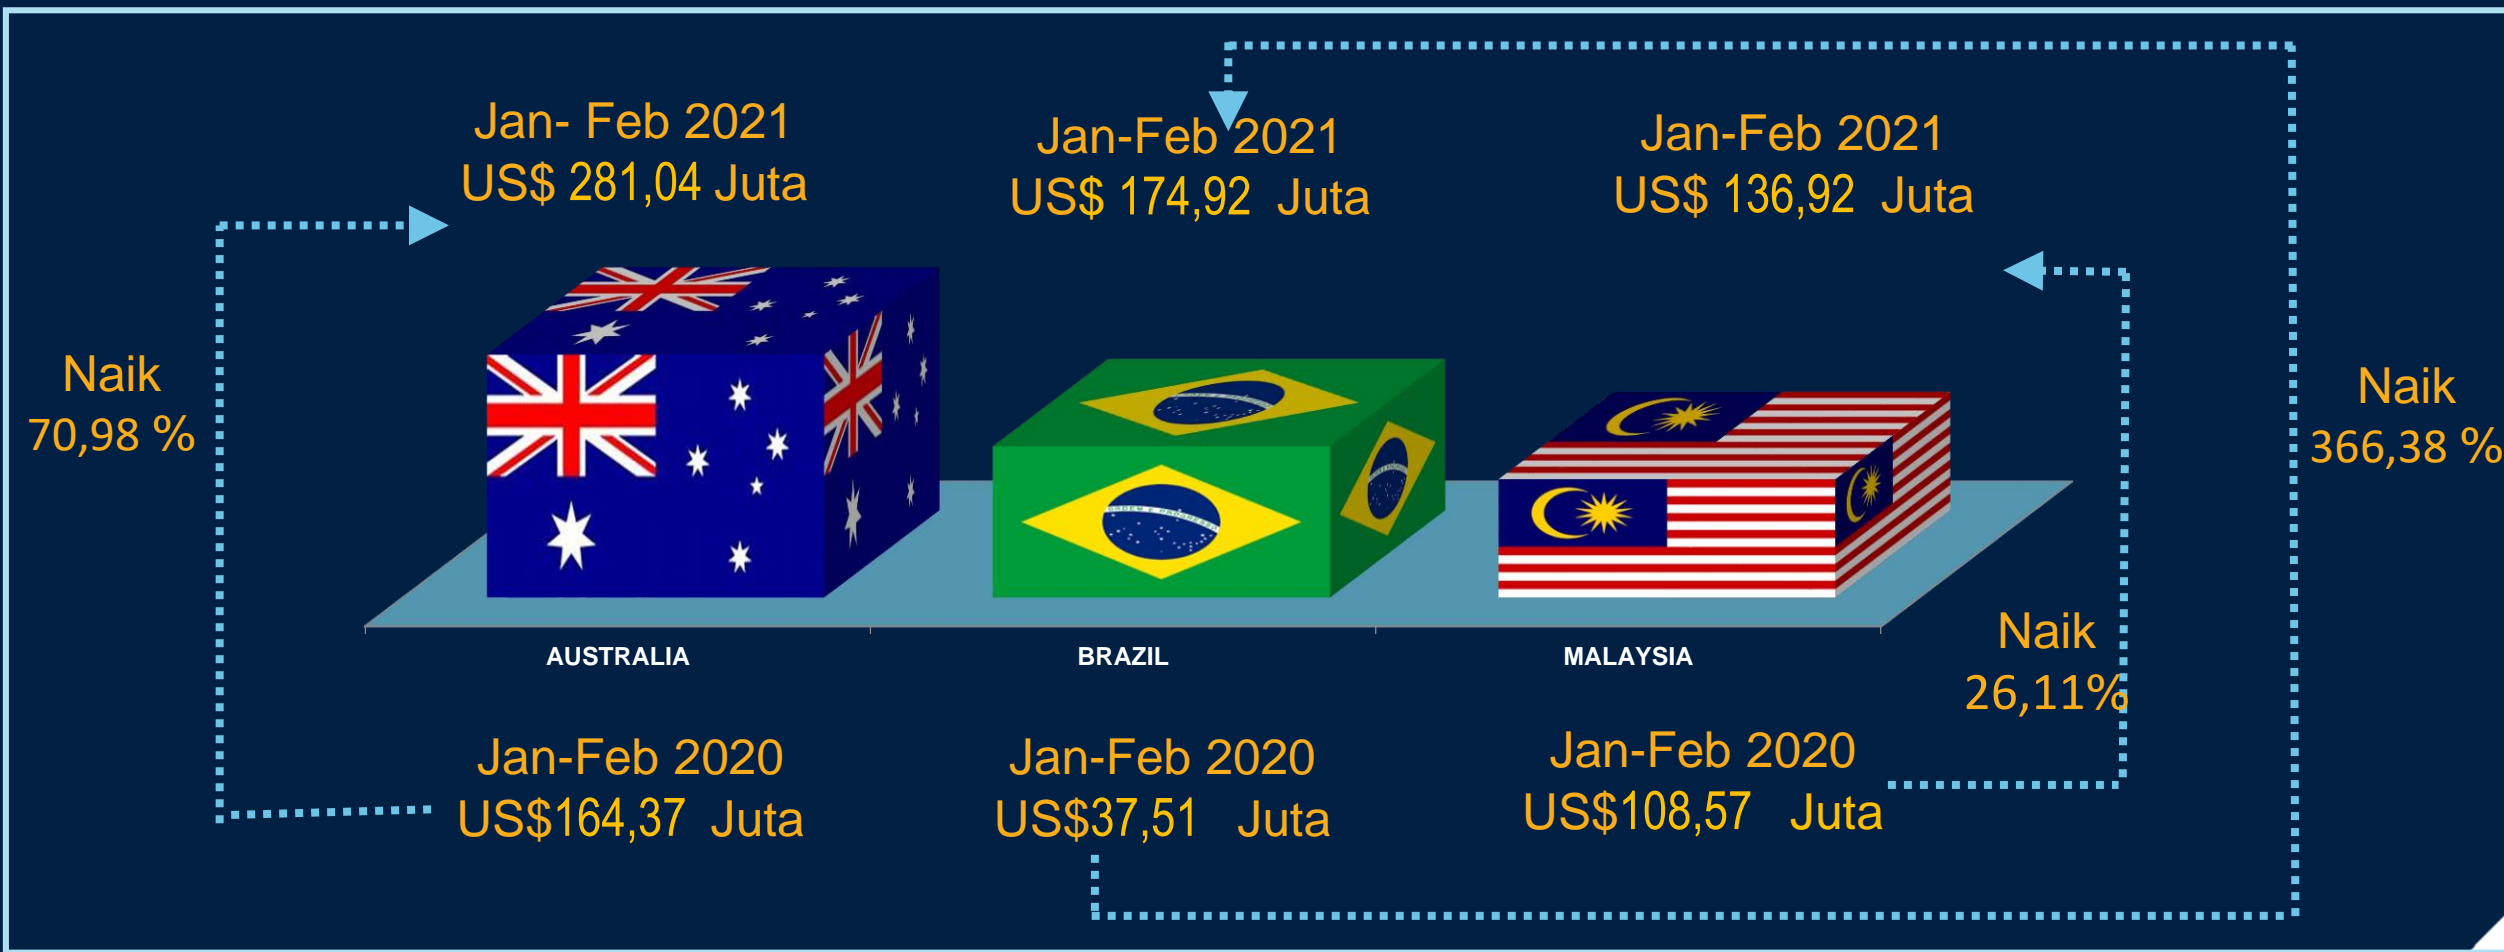 Jan- Feb 2021
US$ 281,04 Juta
Jan-Feb 2021
US$ 174,92 Juta
Jan-Feb 2021
US$ 136,92 Juta
Naik
70,98 %
Naik
366,38 %
AUSTRALIA
BRAZIL
MALAYSIA
Naik
26,11%
Jan-Feb 2020
US$164,37 Juta
Jan-Feb 2020
US$37,51 Juta
Jan-Feb 2020
US$108,57 Juta